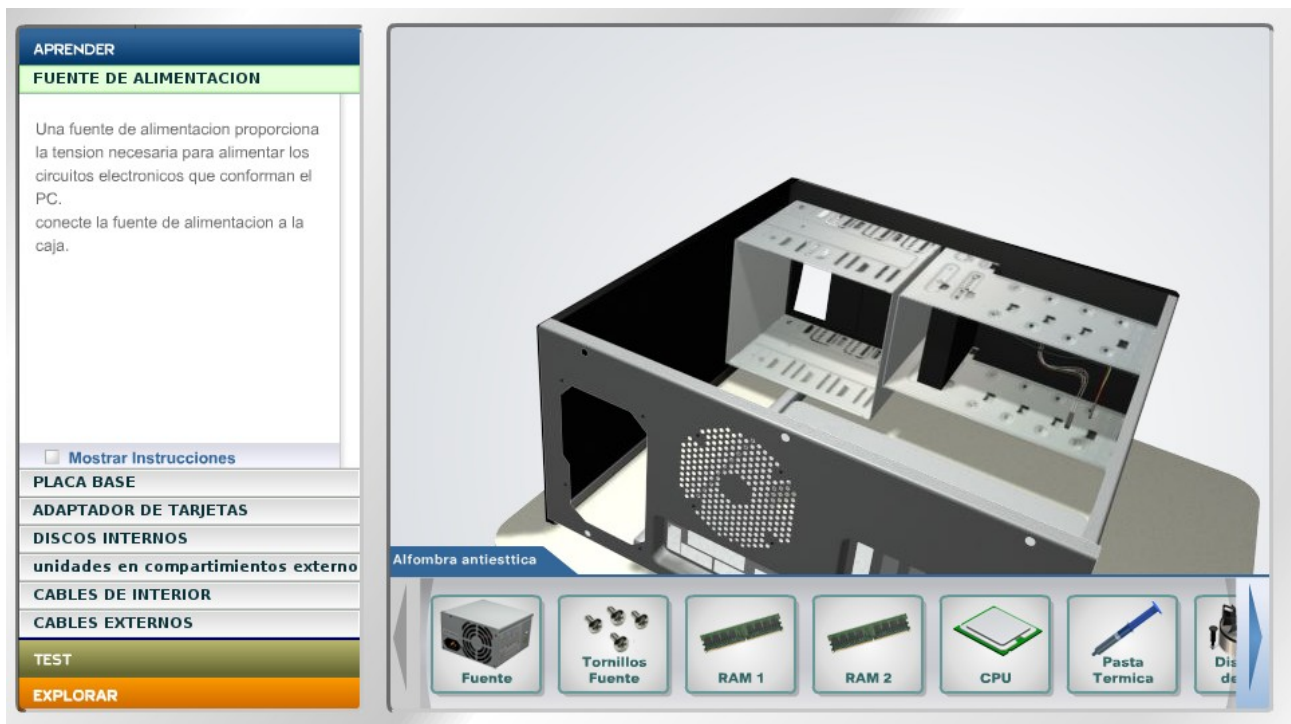 APRENDER
FUENTE DE ALIMENTACION
Una fuente de alimentacion proporciona
la tension necesaria para alimentar los
circuitos electronicos que conforman el
PC.
conecte la fuente de alimentacion a la
caja.
Mostrar Instrucciones
PLACA BASE
ADAPTADOR DE TARJETAS
DISCOS INTERNOS
unidades en compartimientos externo
CABLES DE INTERIOR
CABLES EXTERNOS
TEST
EXPLORAR
Alfombra antiesttica
Fuente
Tornillos
Fuente
RAM 1
RAM 2
CPU
Pasta
Termica